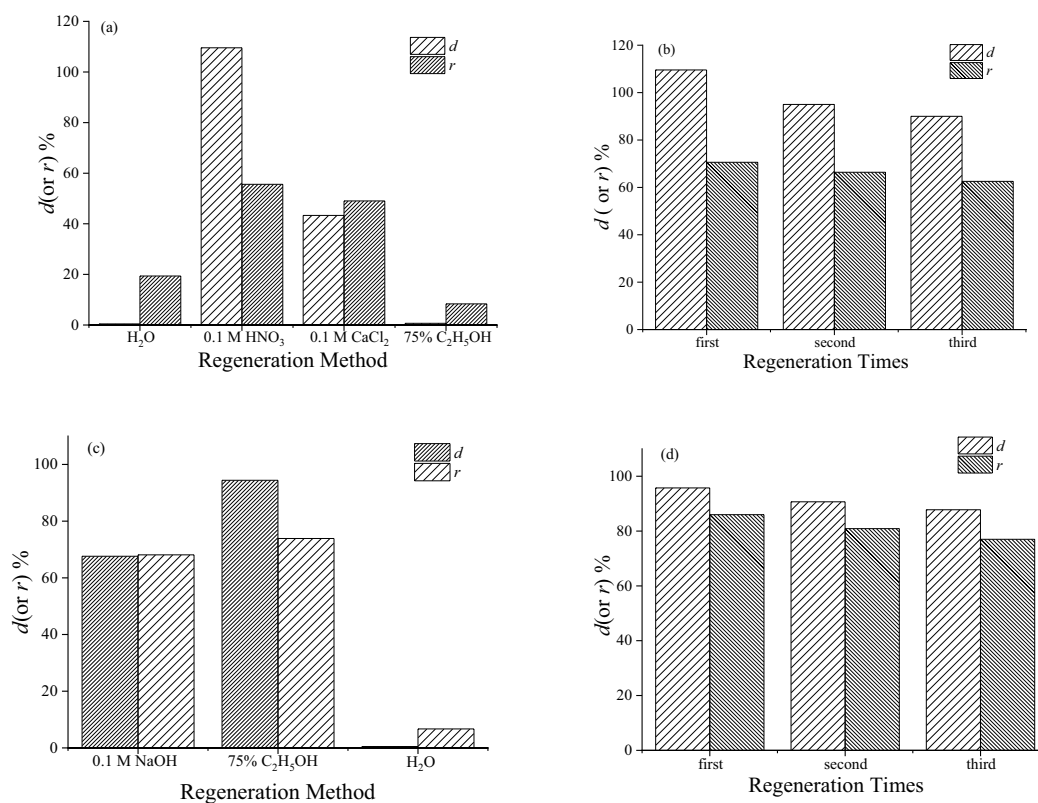 (a)
d
r
120
100
80
60
40
20
0
d(or r) %
H₂O 0.1 M HNO₃ 0.1 M CaCl₂ 75% C₂H₅OH
Regeneration Method
(b)
d
r
120
100
80
60
40
20
0
d ( or r) %
first second third
Regeneration Times
(c)
d
r
100
80
60
40
20
0
d(or r) %
0.1 M NaOH 75% C₂H₅OH H₂O
Regeneration Method
(d)
d
r
100
80
60
40
20
0
d(or r) %
first second third
Regeneration Times